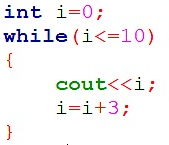 int i=0;
while(i<=10)
{
    cout<<i;
    i=i+3;
}